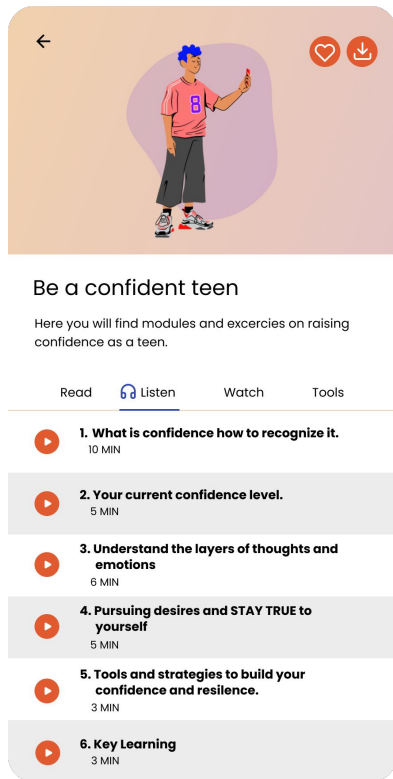 8
Be a confident teen
Here you will find modules and excercies on raising
confidence as a teen.
Read Listen Watch Tools
1. What is confidence how to recognize it.
10 MIN
2. Your current confidence level.
5 MIN
3. Understand the layers of thoughts and
emotions
6 MIN
4. Pursuing desires and STAY TRUE to
yourself
5 MIN
5. Tools and strategies to build your
confidence and resilence.
3 MIN
6. Key Learning
3 MIN